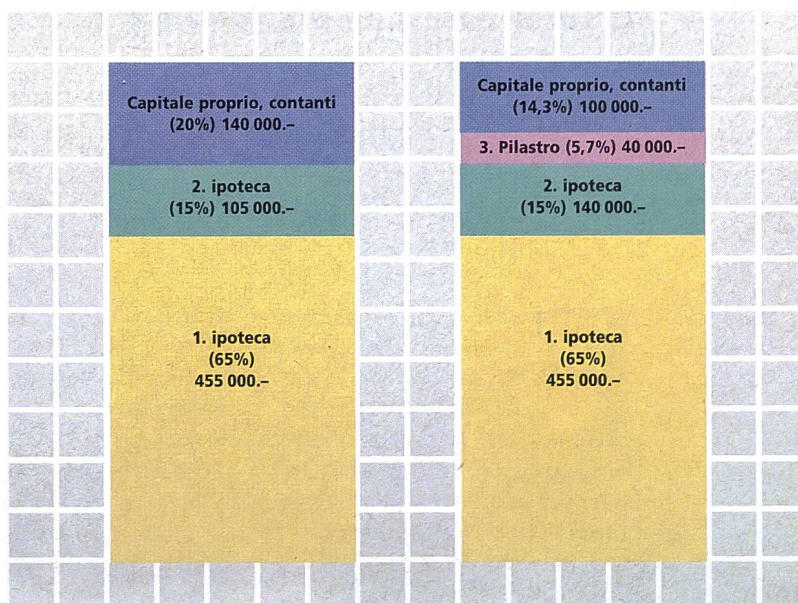 Capitale proprio, contanti
(20%) 140 000.–
2. ipoteca
(15%) 105 000.–
1. ipoteca
(65%)
455 000.–
Capitale proprio, contanti
(14,3%) 100 000.–
3. Pilastro (5,7%) 40 000.–
2. ipoteca
(15%) 140 000.–
1. ipoteca
(65%)
455 000.–